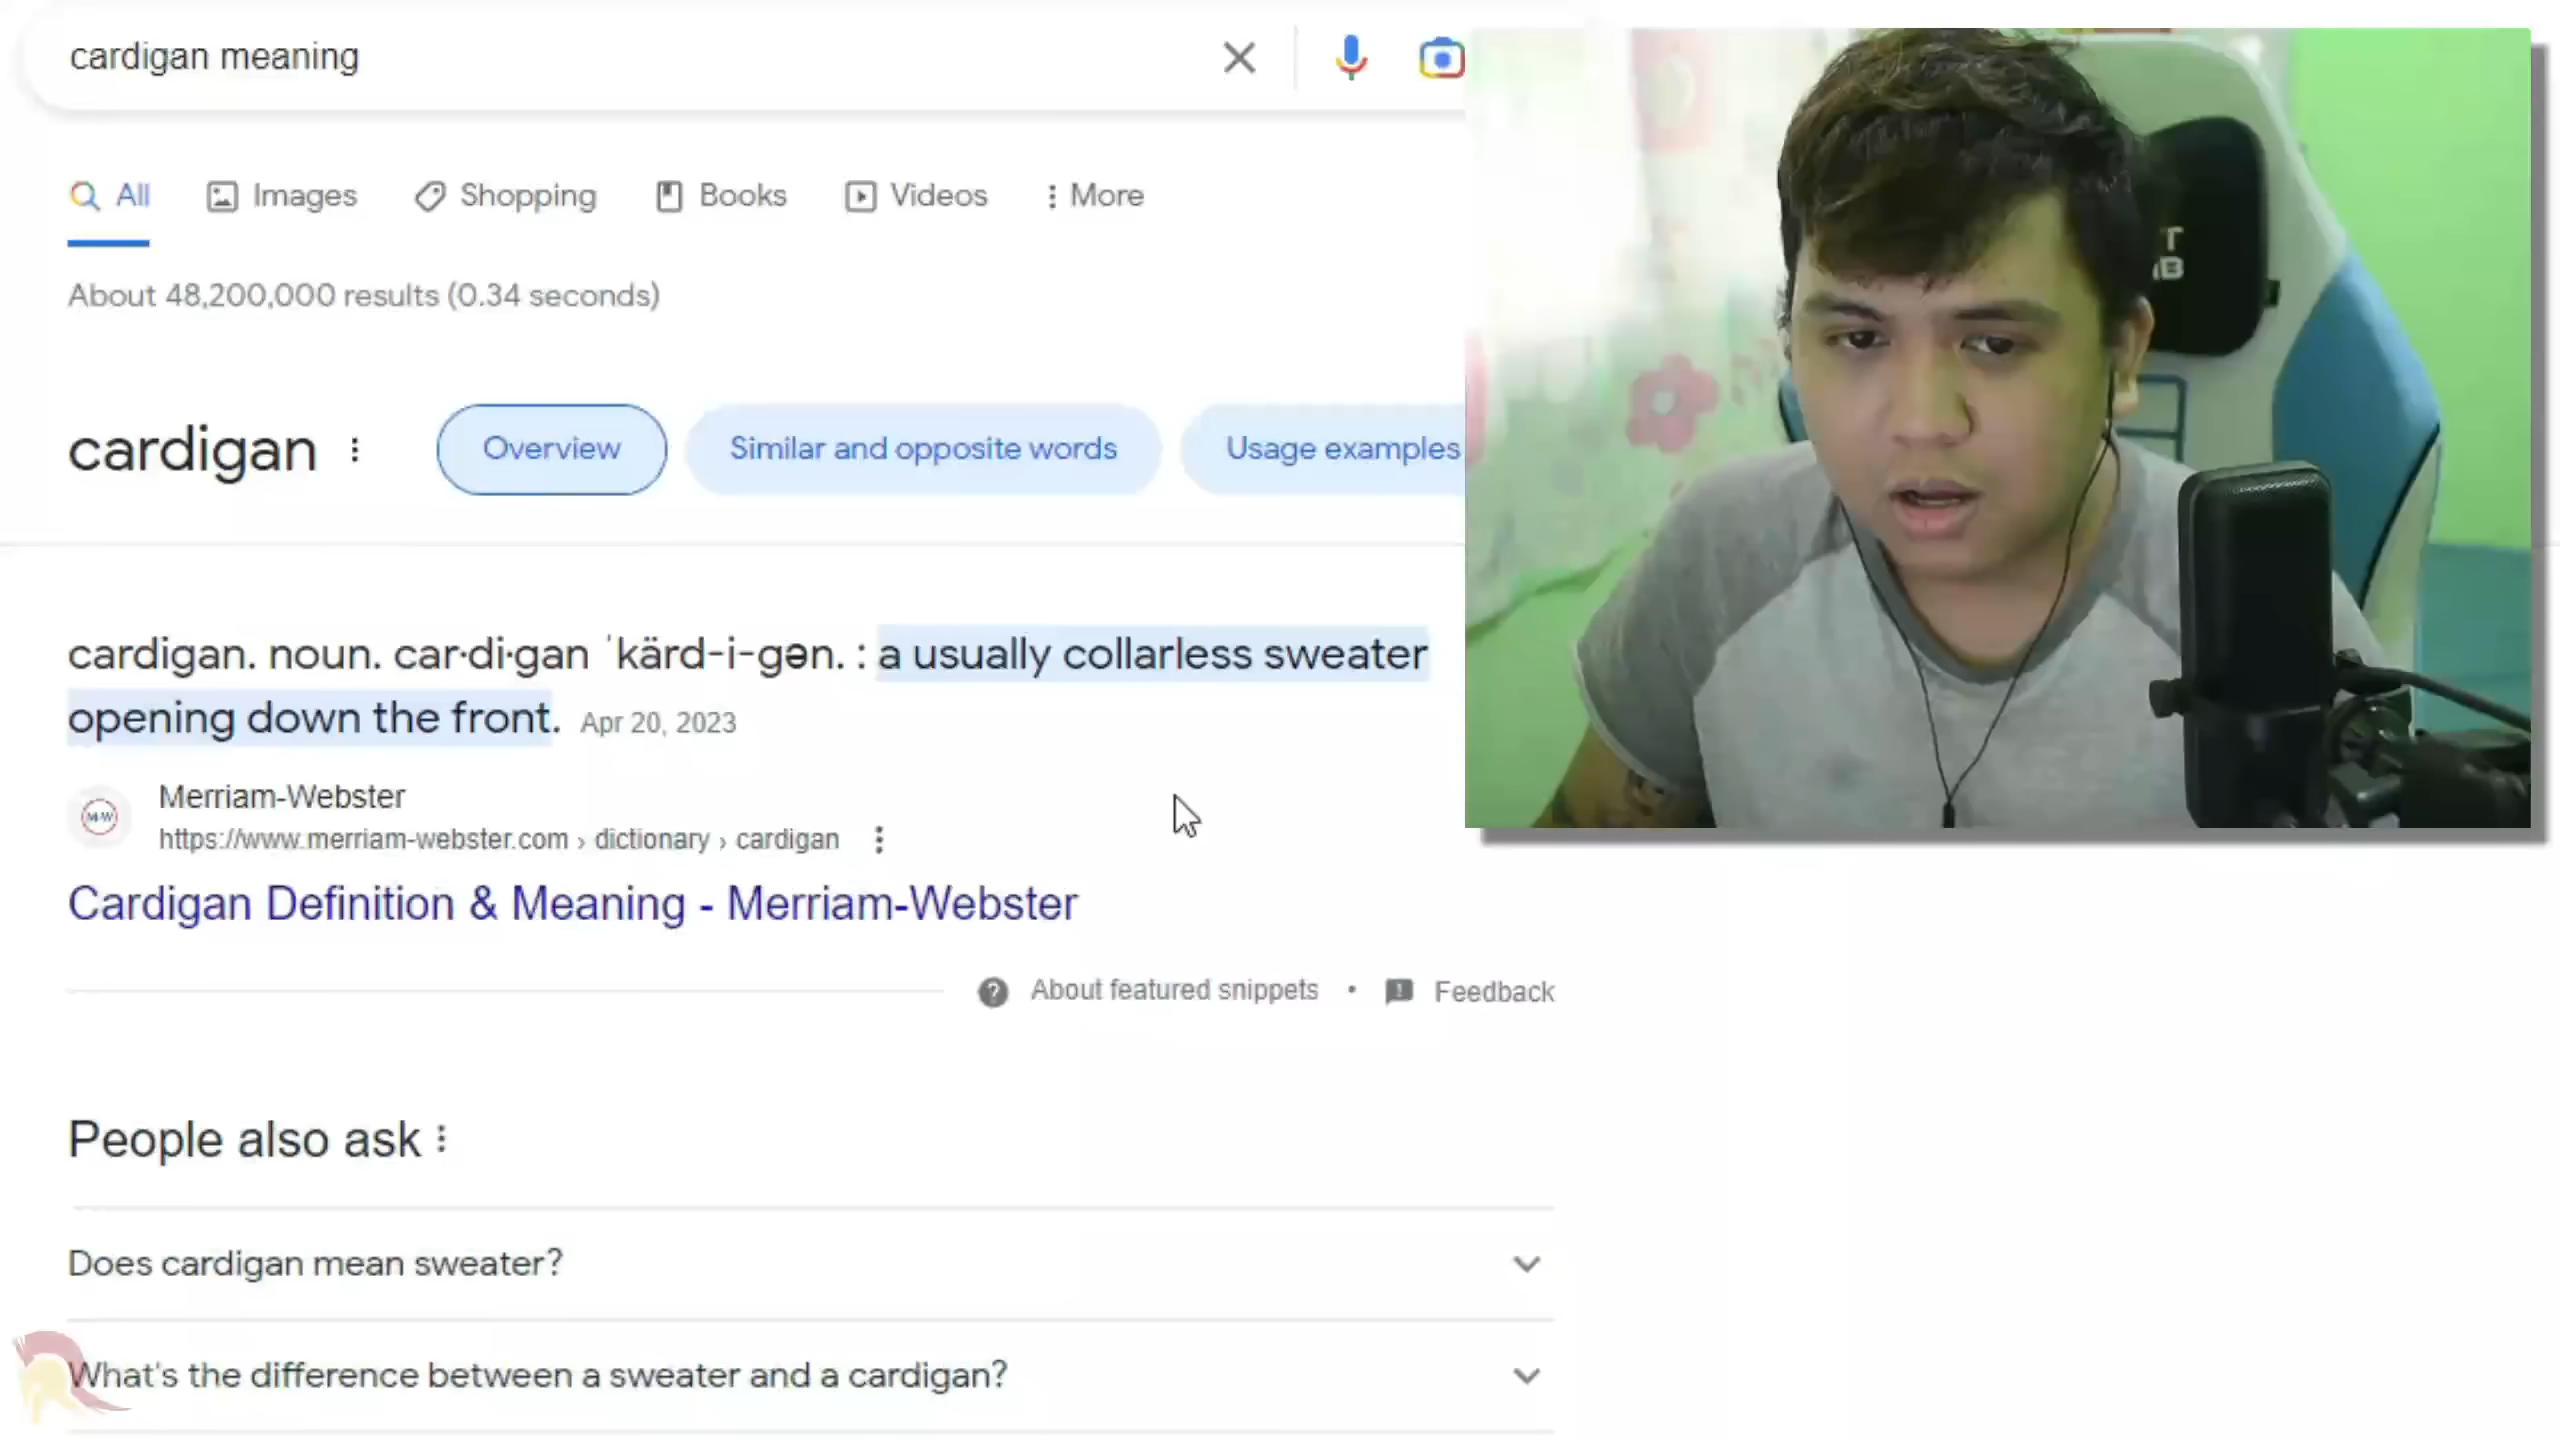 cardigan meaning
All Images Shopping Books Videos More
About 48,200,000 results (0.34 seconds)
cardigan Overview Similar and opposite words Usage examples
cardigan. noun. car·di·gan ˈkärd-i-gən. : a usually collarless sweater
opening down the front. Apr 20, 2023
M-W
Merriam-Webster
https://www.merriam-webster.com › dictionary › cardigan
Cardigan Definition & Meaning - Merriam-Webster
About featured snippets • Feedback
People also ask
Does cardigan mean sweater?
What's the difference between a sweater and a cardigan?